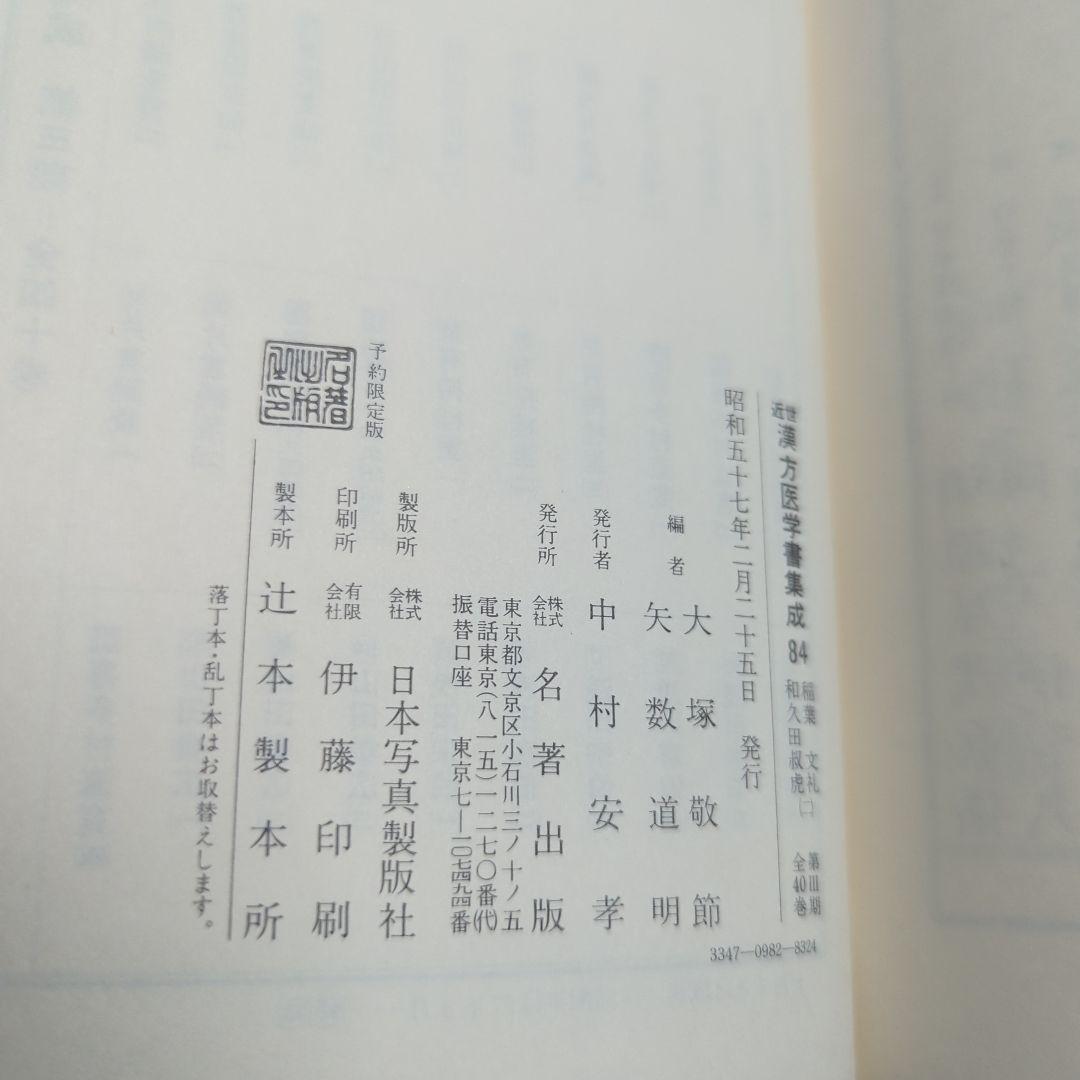 近世 漢方医学書集成 84 稲葉文礼 和久田叔虎(二) 第Ⅲ期 全40巻
3347―0982―8324
昭和五十七年二月二十五日 発行
編者 大塚敬節
矢数道明
発行者 中村安孝
発行所 株式会社 名著出版
東京都文京区小石川三ノ十ノ五
電話東京(八一五)一二七〇番(代)
振替口座 東京七―一〇七四九四番
製版所 株式会社 日本写真製版社
印刷所 有限会社 伊藤印刷
製本所 辻本製本所
予約限定版
名著出版之印
落丁本・乱丁本はお取替えします。